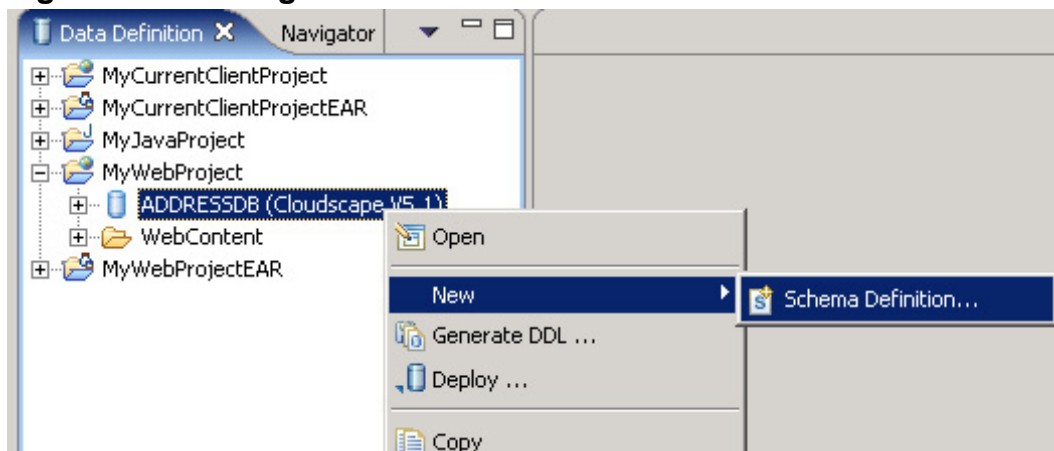 Data Definition
Navigator
MyCurrentClientProject
MyCurrentClientProjectEAR
MyJavaProject
MyWebProject
ADDRESSDB (Cloudscape V5.1)
WebContent
MyWebProjectEAR
Open
New
Schema Definition...
Generate DDL ...
Deploy ...
Copy